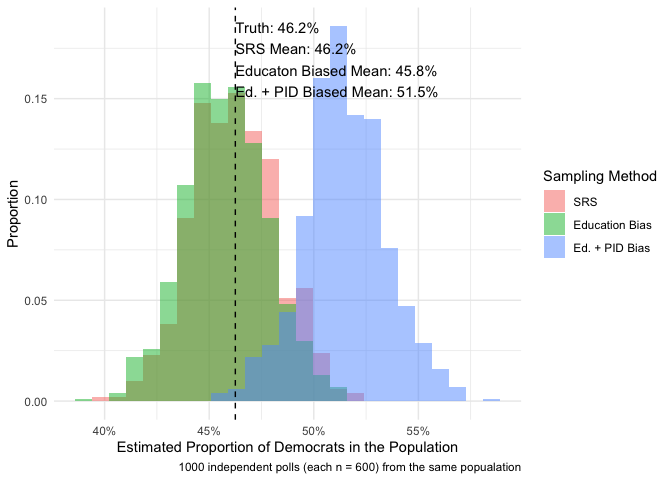 Truth: 46.2%
SRS Mean: 46.2%
Educaton Biased Mean: 45.8%
Ed. + PID Biased Mean: 51.5%
0.15
0.10
0.05
0.00
Proportion
40%
45%
50%
55%
Estimated Proportion of Democrats in the Population
1000 independent polls (each n = 600) from the same popualation
Sampling Method
SRS
Education Bias
Ed. + PID Bias